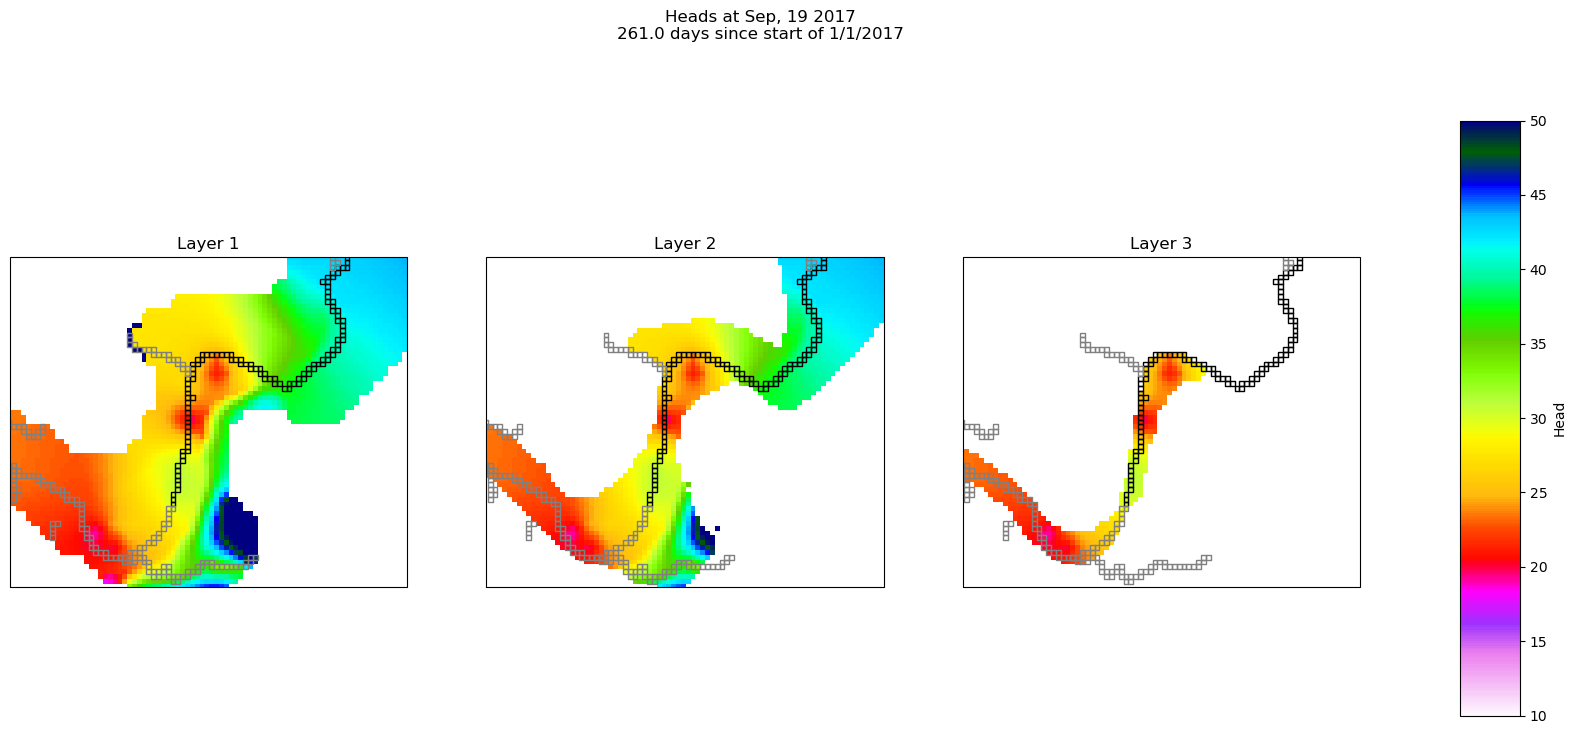 Heads at Sep, 19 2017
261.0 days since start of 1/1/2017
Layer 1
Layer 2
Layer 3
50
45
40
35
30
25
20
15
10
Head